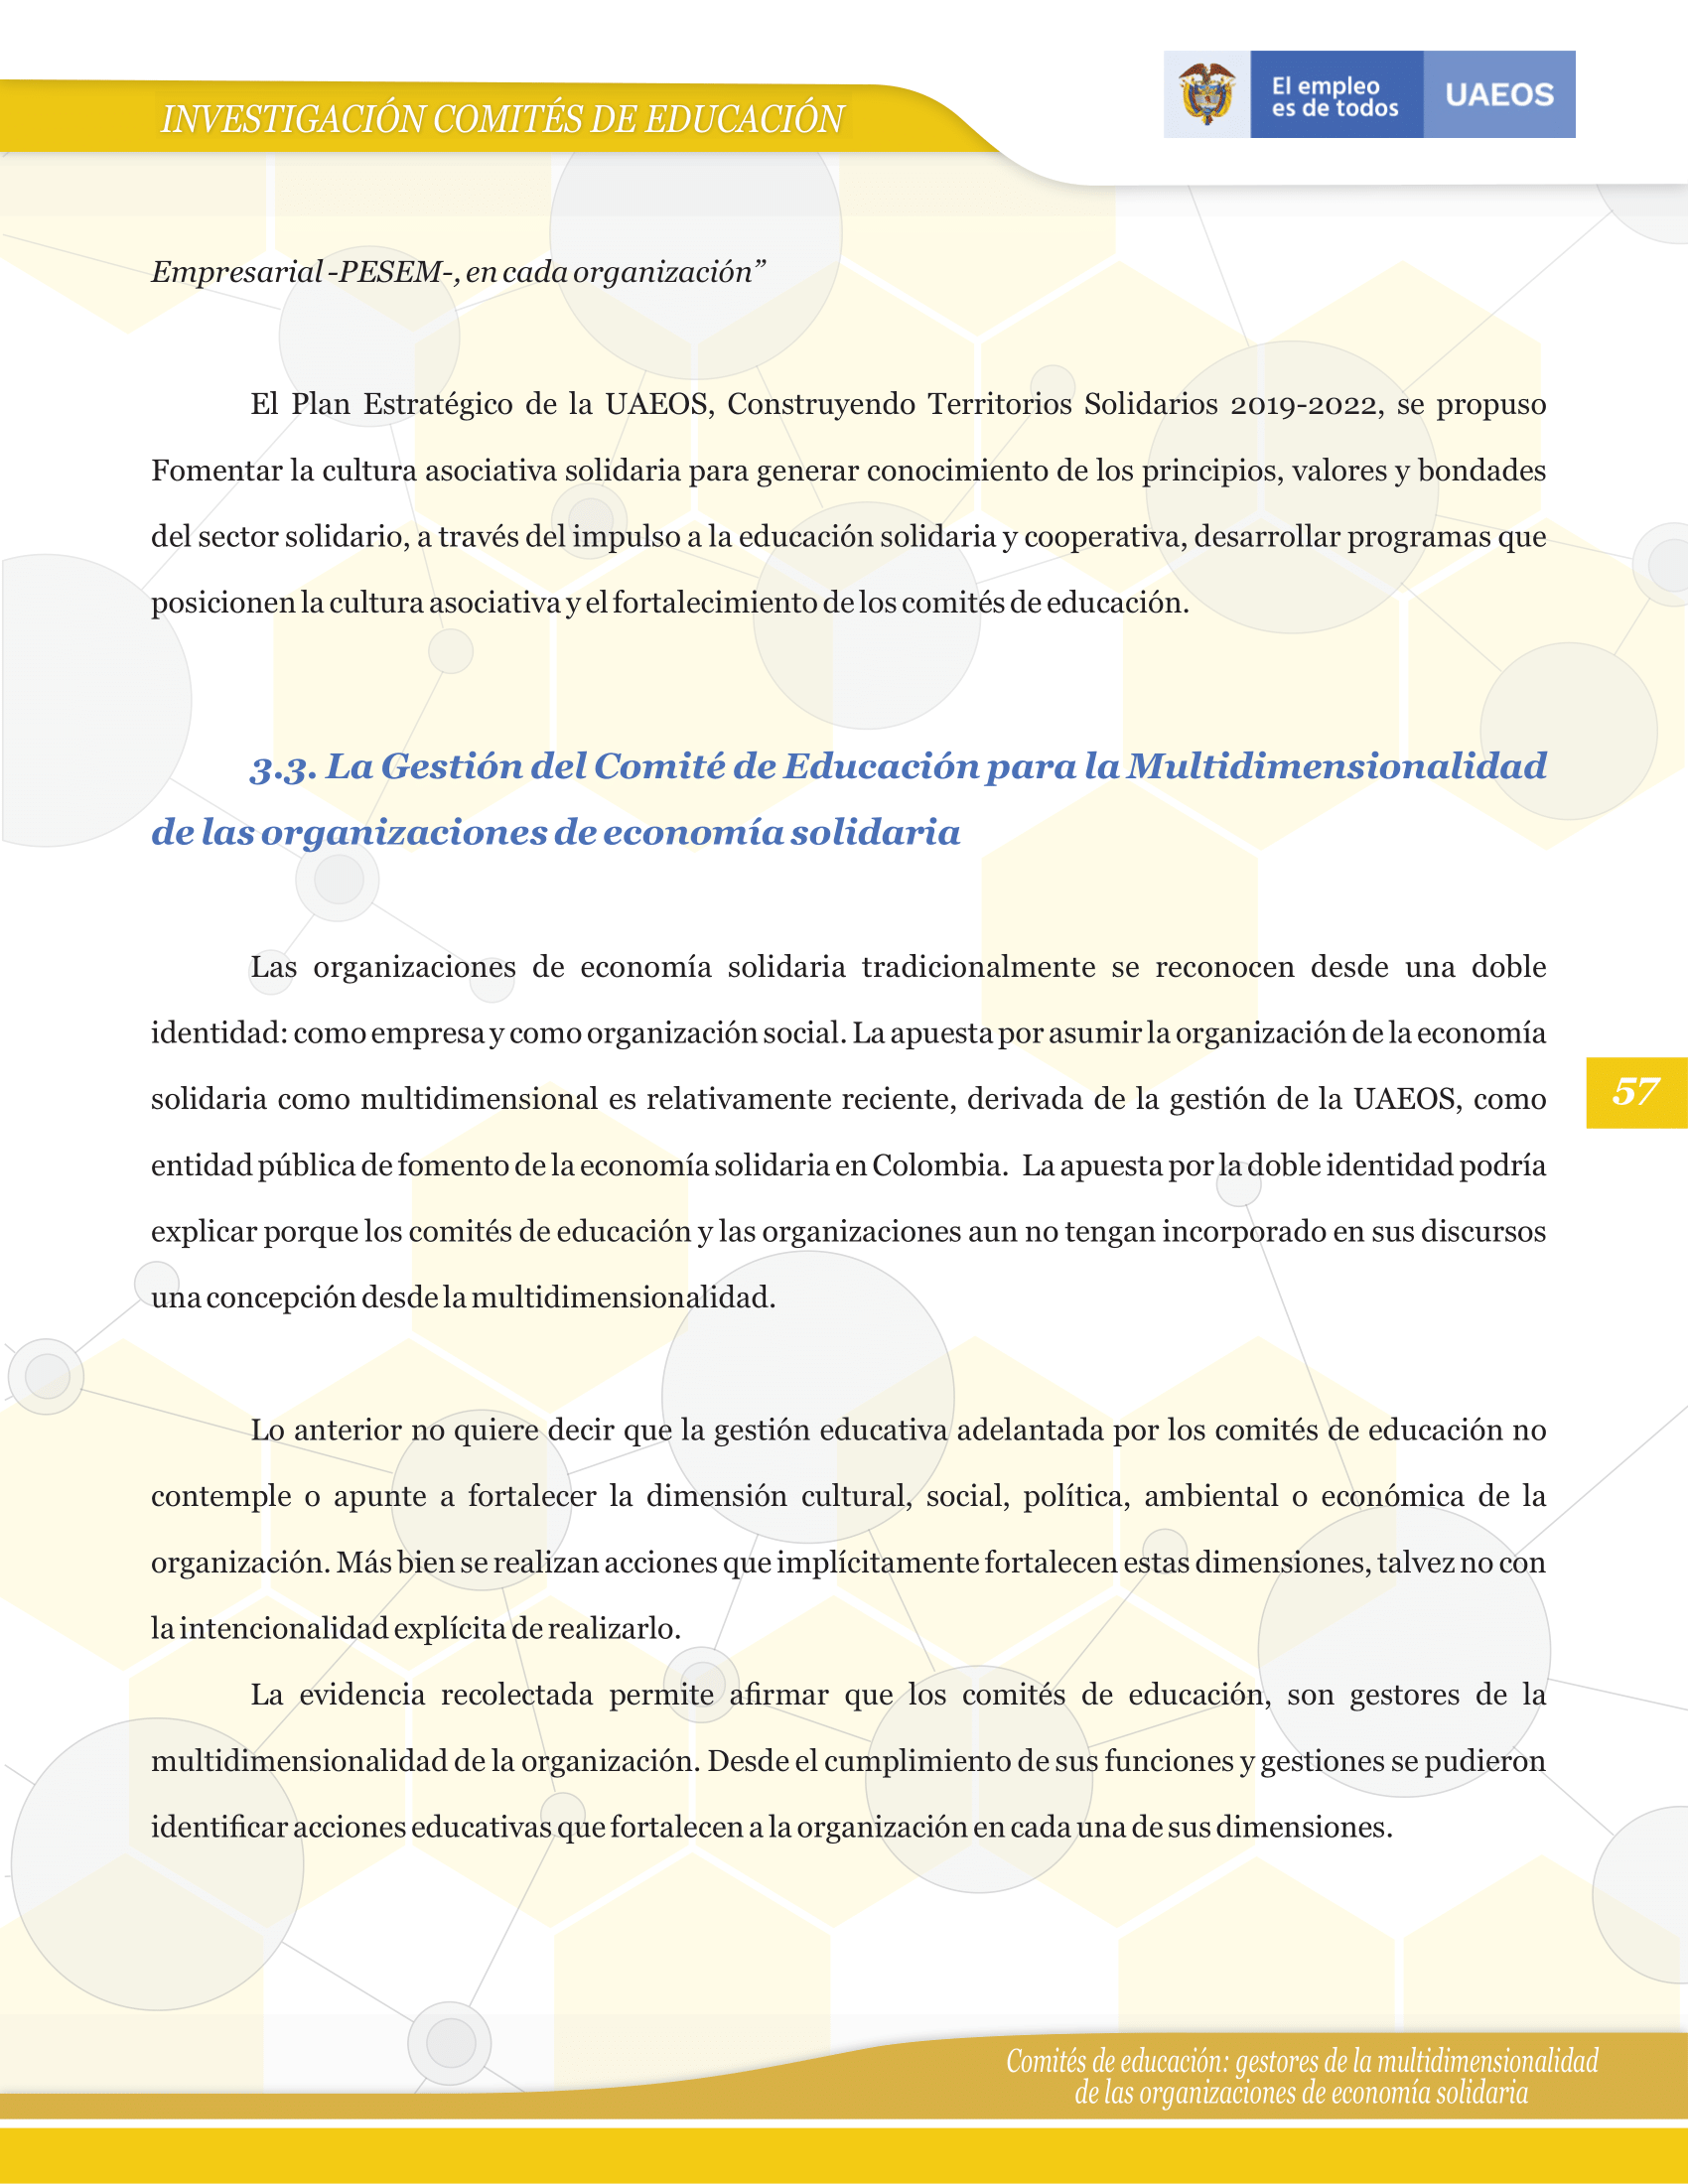 INVESTIGACIÓN COMITÉS DE EDUCACIÓN
El empleo
es de todos
UAEOS
Empresarial -PESEM-, en cada organización”
El Plan Estratégico de la UAEOS, Construyendo Territorios Solidarios 2019-2022, se propuso
Fomentar la cultura asociativa solidaria para generar conocimiento de los principios, valores y bondades
del sector solidario, a través del impulso a la educación solidaria y cooperativa, desarrollar programas que
posicionen la cultura asociativa y el fortalecimiento de los comités de educación.
3.3. La Gestión del Comité de Educación para la Multidimensionalidad
de las organizaciones de economía solidaria
Las organizaciones de economía solidaria tradicionalmente se reconocen desde una doble
identidad: como empresa y como organización social. La apuesta por asumir la organización de la economía
solidaria como multidimensional es relativamente reciente, derivada de la gestión de la UAEOS, como
entidad pública de fomento de la economía solidaria en Colombia. La apuesta por la doble identidad podría
explicar porque los comités de educación y las organizaciones aun no tengan incorporado en sus discursos
una concepción desde la multidimensionalidad.
57
Lo anterior no quiere decir que la gestión educativa adelantada por los comités de educación no
contemple o apunte a fortalecer la dimensión cultural, social, política, ambiental o económica de la
organización. Más bien se realizan acciones que implícitamente fortalecen estas dimensiones, talvez no con
la intencionalidad explícita de realizarlo.
La evidencia recolectada permite afirmar que los comités de educación, son gestores de la
multidimensionalidad de la organización. Desde el cumplimiento de sus funciones y gestiones se pudieron
identificar acciones educativas que fortalecen a la organización en cada una de sus dimensiones.
Comités de educación: gestores de la multidimensionalidad
de las organizaciones de economía solidaria